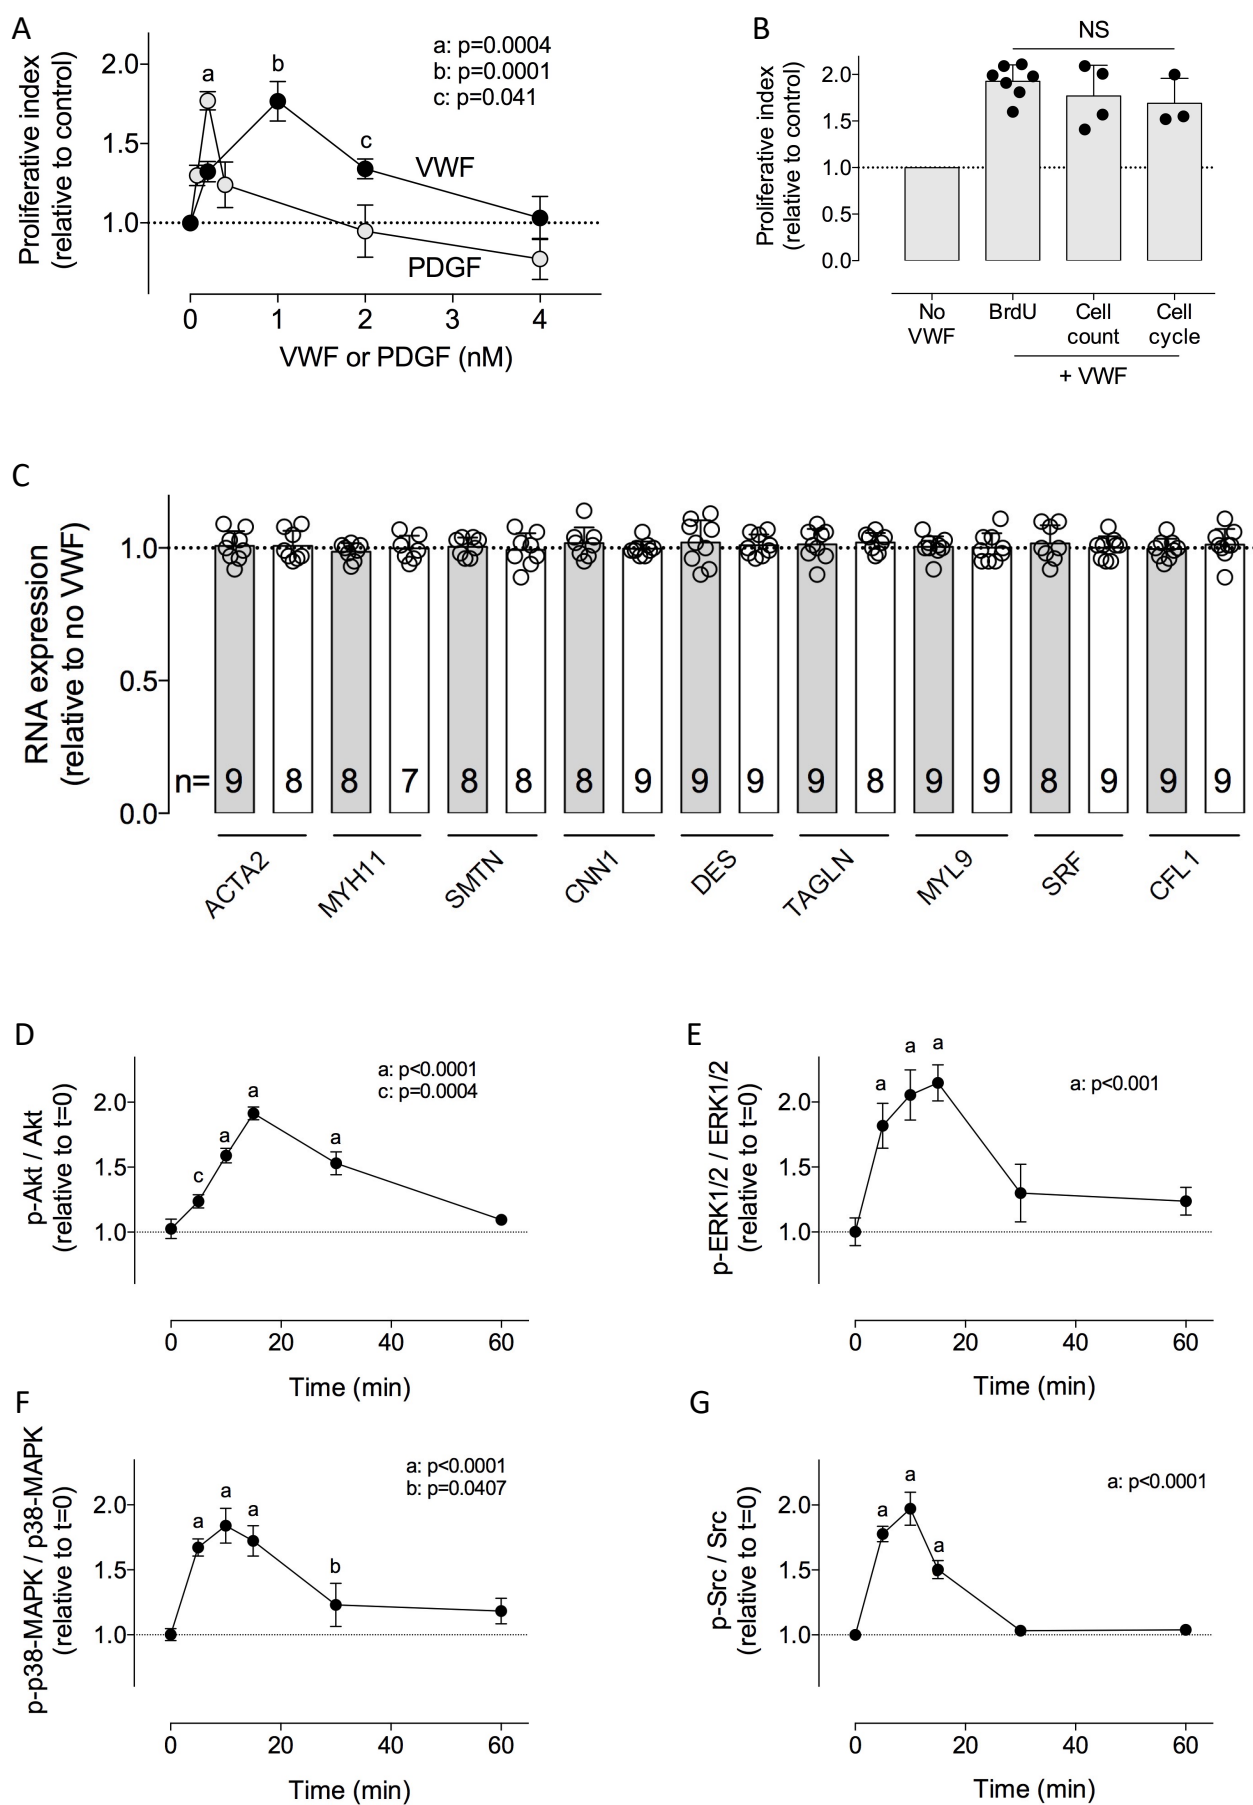 A
Proliferative index
(relative to control)
2.0
1.5
1.0
a
b
c
a: p=0.0004
b: p=0.0001
c: p=0.041
VWF
PDGF
0 1 2 3 4
VWF or PDGF (nM)
B
NS
Proliferative index
(relative to control)
2.0
1.5
1.0
0.5
0.0
No
VWF
BrdU
Cell
count
Cell
cycle
+ VWF
C
RNA expression
(relative to no VWF)
1.0
0.5
0.0
n= 9 8 8 7 8 8 8 9 9 9 9 8 9 9 8 9 9 9
ACTA2 MYH11 SMTN CNN1 DES TAGLN MYL9 SRF CFL1
D
p-Akt / Akt
(relative to t=0)
2.0
1.5
1.0
c
a
a
a
a: p<0.0001
c: p=0.0004
0 20 40 60
Time (min)
E
p-ERK1/2 / ERK1/2
(relative to t=0)
2.0
1.5
1.0
a
a
a
a: p<0.001
0 20 40 60
Time (min)
F
p-p38-MAPK / p38-MAPK
(relative to t=0)
2.0
1.5
1.0
a
a
a
b
a: p<0.0001
b: p=0.0407
0 20 40 60
Time (min)
G
p-Src / Src
(relative to t=0)
2.0
1.5
1.0
a
a
a
a: p<0.0001
0 20 40 60
Time (min)